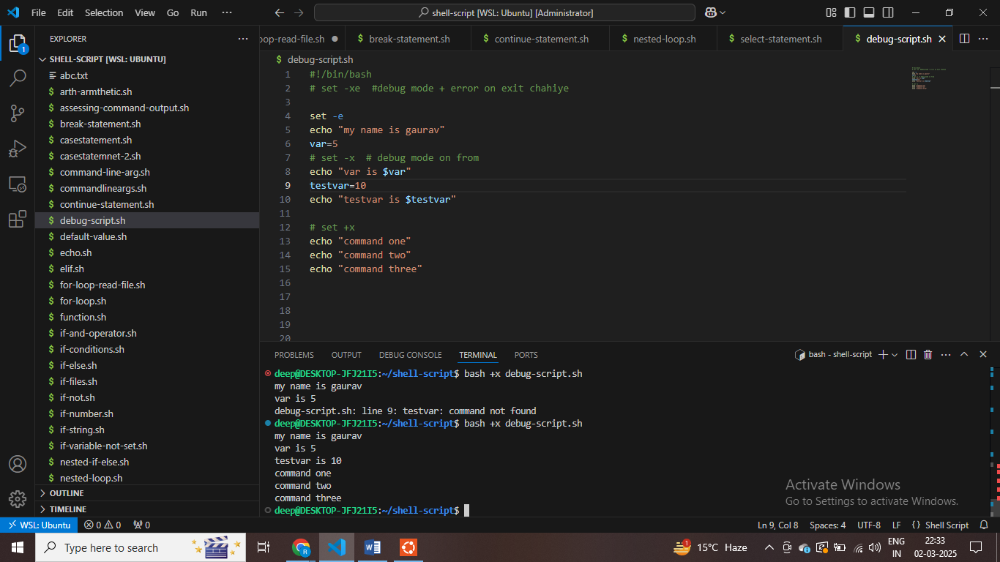 File Edit Selection View Go Run ···
shell-script [WSL: Ubuntu] [Administrator]
EXPLORER ···
oop-read-file.sh
$ break-statement.sh
$ continue-statement.sh
$ nested-loop.sh
$ select-statement.sh
$ debug-script.sh
1
SHELL-SCRIPT [WSL: UBUNTU]
abc.txt
$ arth-armthetic.sh
$ assessing-command-output.sh
$ break-statement.sh
$ casestatement.sh
$ casestatemnet-2.sh
$ command-line-arg.sh
$ commandlineargs.sh
$ continue-statement.sh
$ debug-script.sh
$ default-value.sh
$ echo.sh
$ elif.sh
$ for-loop-read-file.sh
$ for-loop.sh
$ function.sh
$ if-and-operator.sh
$ if-conditions.sh
$ if-else.sh
$ if-files.sh
$ if-not.sh
$ if-number.sh
$ if-string.sh
$ if-variable-not-set.sh
$ nested-if-else.sh
$ nested-loop.sh
OUTLINE
TIMELINE
$ debug-script.sh
1 #!/bin/bash
2 # set -xe  #debug mode + error on exit chahiye
3
4 set -e
5 echo "my name is gaurav"
6 var=5
7 # set -x  # debug mode on from
8 echo "var is $var"
9 testvar=10
10 echo "testvar is $testvar"
11
12 # set +x
13 echo "command one"
14 echo "command two"
15 echo "command three"
16
17
18
19
20
PROBLEMS OUTPUT DEBUG CONSOLE TERMINAL PORTS
bash - shell-script
deep@DESKTOP-JFJ21I5:~/shell-script$ bash +x debug-script.sh
my name is gaurav
var is 5
debug-script.sh: line 9: testvar: command not found
deep@DESKTOP-JFJ21I5:~/shell-script$ bash +x debug-script.sh
my name is gaurav
var is 5
testvar is 10
command one
command two
command three
deep@DESKTOP-JFJ21I5:~/shell-script$
Activate Windows
Go to Settings to activate Windows.
WSL: Ubuntu 0 0 0
Ln 9, Col 8 Spaces: 4 UTF-8 LF {} Shell Script
Type here to search
1
15°C Haze
ENG
IN
22:33
02-03-2025